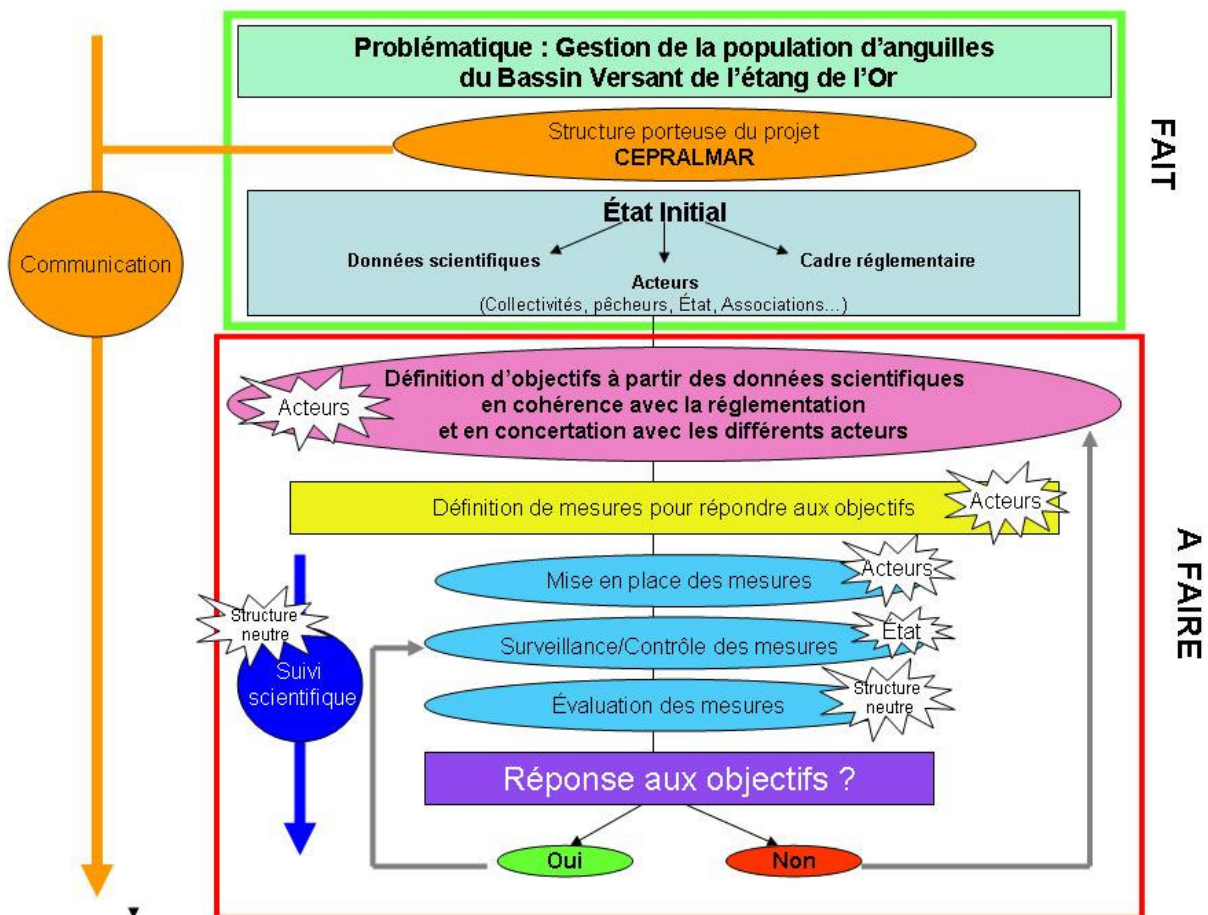 Problématique : Gestion de la population d'anguilles
du Bassin Versant de l'étang de l'Or
Structure porteuse du projet
CEPRALMAR
FAIT
État Initial
Communication
Données scientifiques
Cadre réglementaire
Acteurs
(Collectivités, pêcheurs, État, Associations...)
Définition d'objectifs à partir des données scientifiques
en cohérence avec la réglementation
et en concertation avec les différents acteurs
Acteurs
Définition de mesures pour répondre aux objectifs
Acteurs
A FAIRE
Mise en place des mesures
Acteurs
Structure
neutre
Surveillance/Contrôle des mesures
État
Suivi
scientifique
Évaluation des mesures
Structure
neutre
Réponse aux objectifs ?
Oui
Non